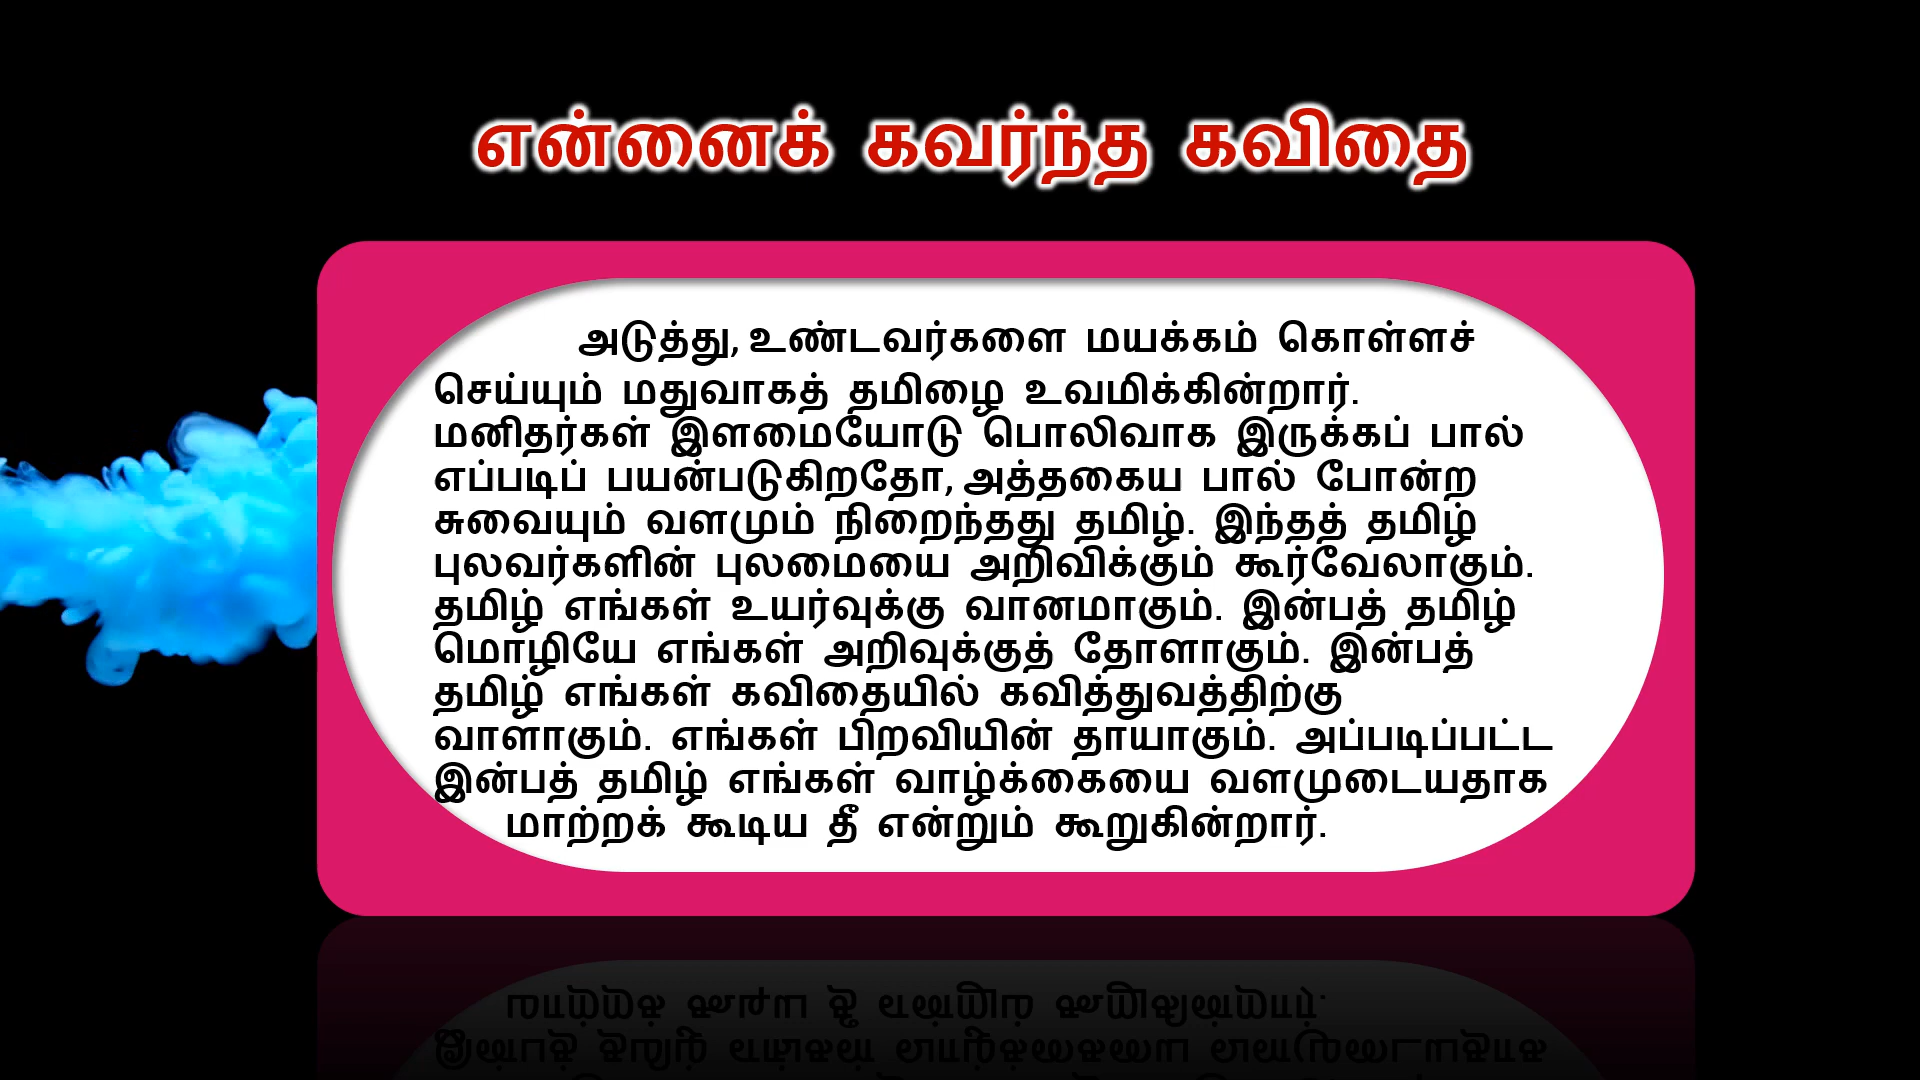 என்னைக் கவர்ந்த கவிதை
அடுத்து, உண்டவர்களை மயக்கம் கொள்ளச்
செய்யும் மதுவாகத் தமிழை உவமிக்கின்றார்.
மனிதர்கள் இளமையோடு பொலிவாக இருக்கப் பால்
எப்படிப் பயன்படுகிறதோ, அத்தகைய பால் போன்ற
சுவையும் வளமும் நிறைந்தது தமிழ். இந்தத் தமிழ்
புலவர்களின் புலமையை அறிவிக்கும் கூர்வேலாகும்.
தமிழ் எங்கள் உயர்வுக்கு வானமாகும். இன்பத் தமிழ்
மொழியே எங்கள் அறிவுக்குத் தோளாகும். இன்பத்
தமிழ் எங்கள் கவிதையில் கவித்துவத்திற்கு
வாளாகும். எங்கள் பிறவியின் தாயாகும். அப்படிப்பட்ட
இன்பத் தமிழ் எங்கள் வாழ்க்கையை வளமுடையதாக
மாற்றக் கூடிய தீ என்றும் கூறுகின்றார்.